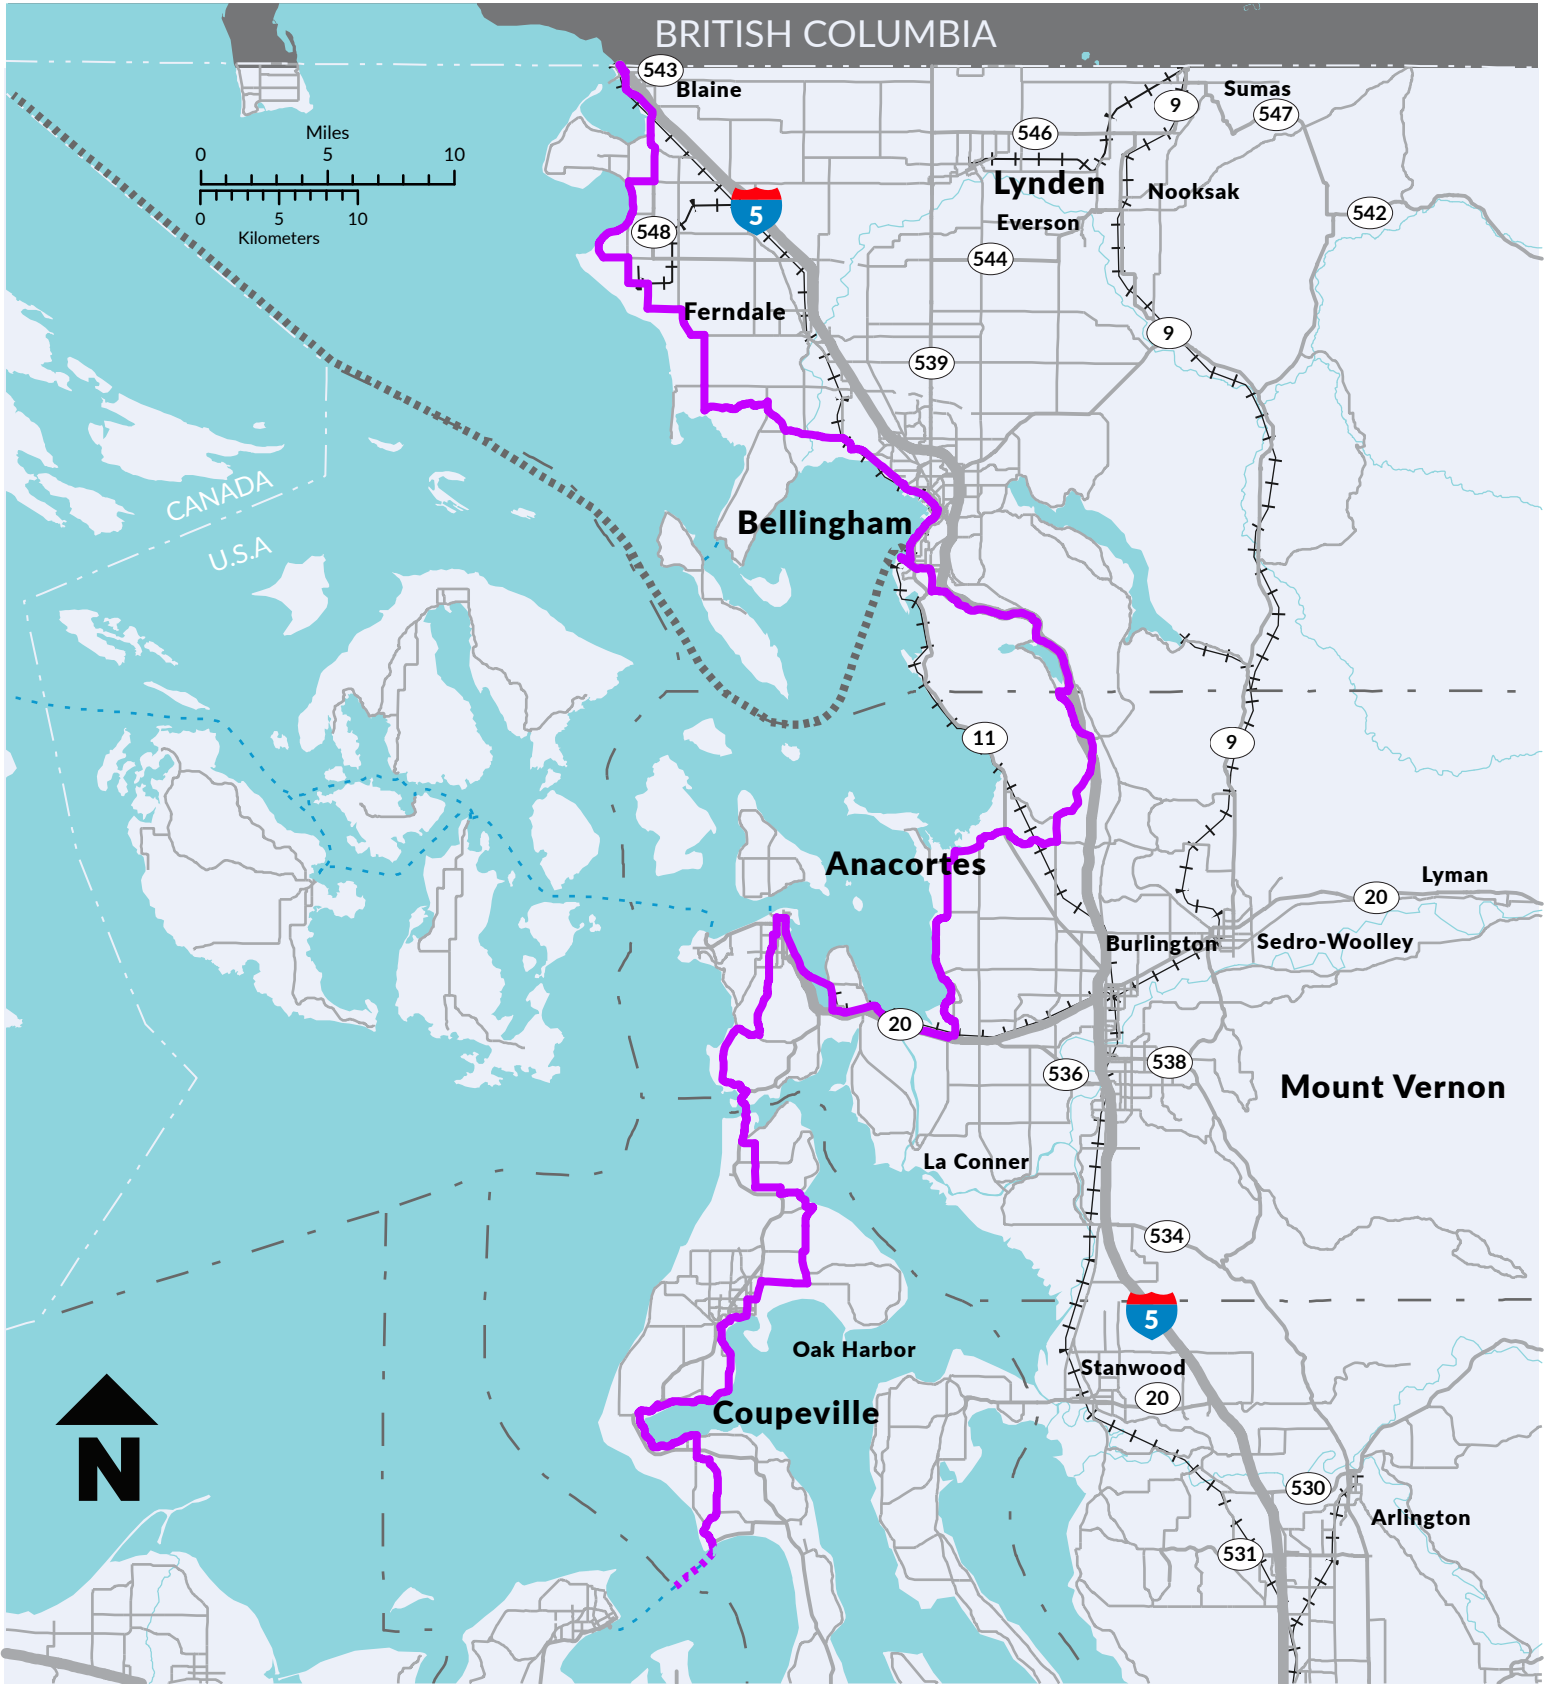 BRITISH COLUMBIA
543
Blaine
9
Sumas
547
Miles
0 5 10
0 5 10
Kilometers
546
Lynden
Nooksak
5
Everson
542
548
544
Ferndale
9
539
CANADA
U.S.A
Bellingham
11
9
Anacortes
Lyman
20
Burlington
Sedro-Woolley
20
536
538
Mount Vernon
La Conner
534
5
Oak Harbor
Stanwood
20
Coupeville
N
530
Arlington
531